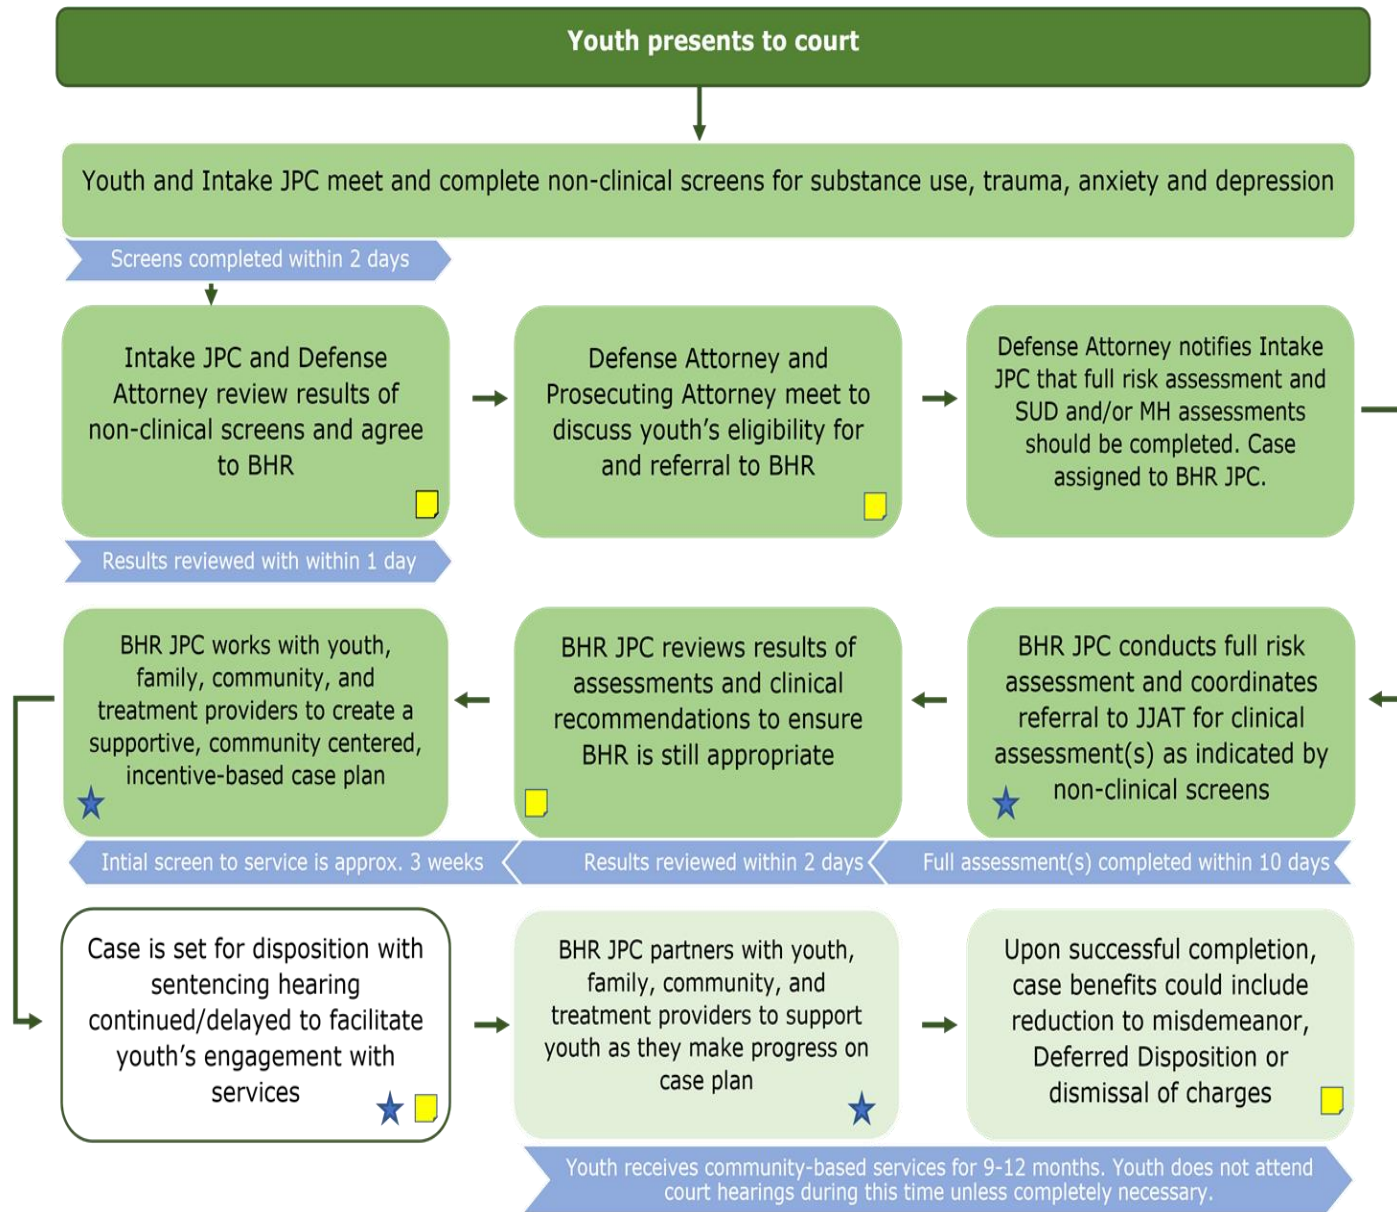 Youth presents to court
Youth and Intake JPC meet and complete non-clinical screens for substance use, trauma, anxiety and depression
Screens completed within 2 days
Intake JPC and Defense
Attorney review results of
non-clinical screens and agree
to BHR
Defense Attorney and
Prosecuting Attorney meet to
discuss youth’s eligibility for
and referral to BHR
Defense Attorney notifies Intake
JPC that full risk assessment and
SUD and/or MH assessments
should be completed. Case
assigned to BHR JPC.
Results reviewed with within 1 day
BHR JPC conducts full risk
assessment and coordinates
referral to JJAT for clinical
assessment(s) as indicated by
non-clinical screens
BHR JPC reviews results of
assessments and clinical
recommendations to ensure
BHR is still appropriate
BHR JPC works with youth,
family, community, and
treatment providers to create a
supportive, community centered,
incentive-based case plan
Full assessment(s) completed within 10 days
Results reviewed within 2 days
Intial screen to service is approx. 3 weeks
Case is set for disposition with
sentencing hearing
continued/delayed to facilitate
youth’s engagement with
services
BHR JPC partners with youth,
family, community, and
treatment providers to support
youth as they make progress on
case plan
Upon successful completion,
case benefits could include
reduction to misdemeanor,
Deferred Disposition or
dismissal of charges
Youth receives community-based services for 9-12 months. Youth does not attend
court hearings during this time unless completely necessary.